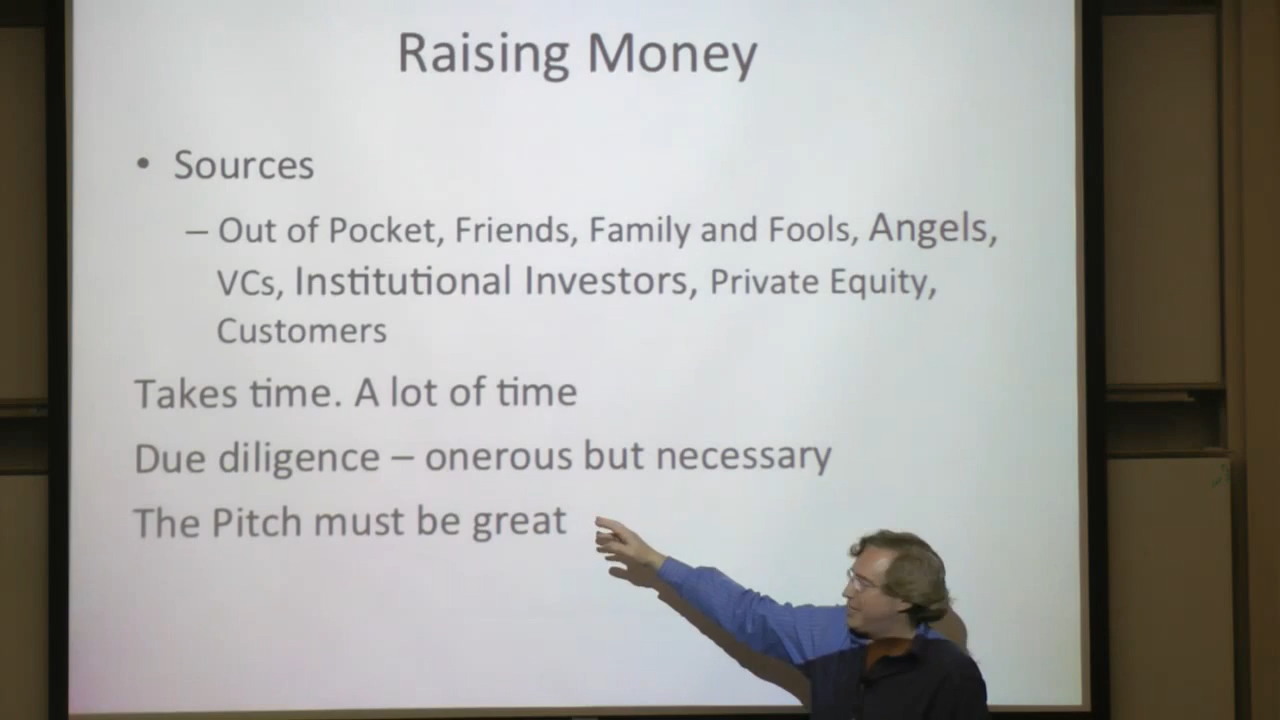 Raising Money
• Sources
– Out of Pocket, Friends, Family and Fools, Angels,
VCs, Institutional Investors, Private Equity,
Customers
Takes time. A lot of time
Due diligence – onerous but necessary
The Pitch must be great